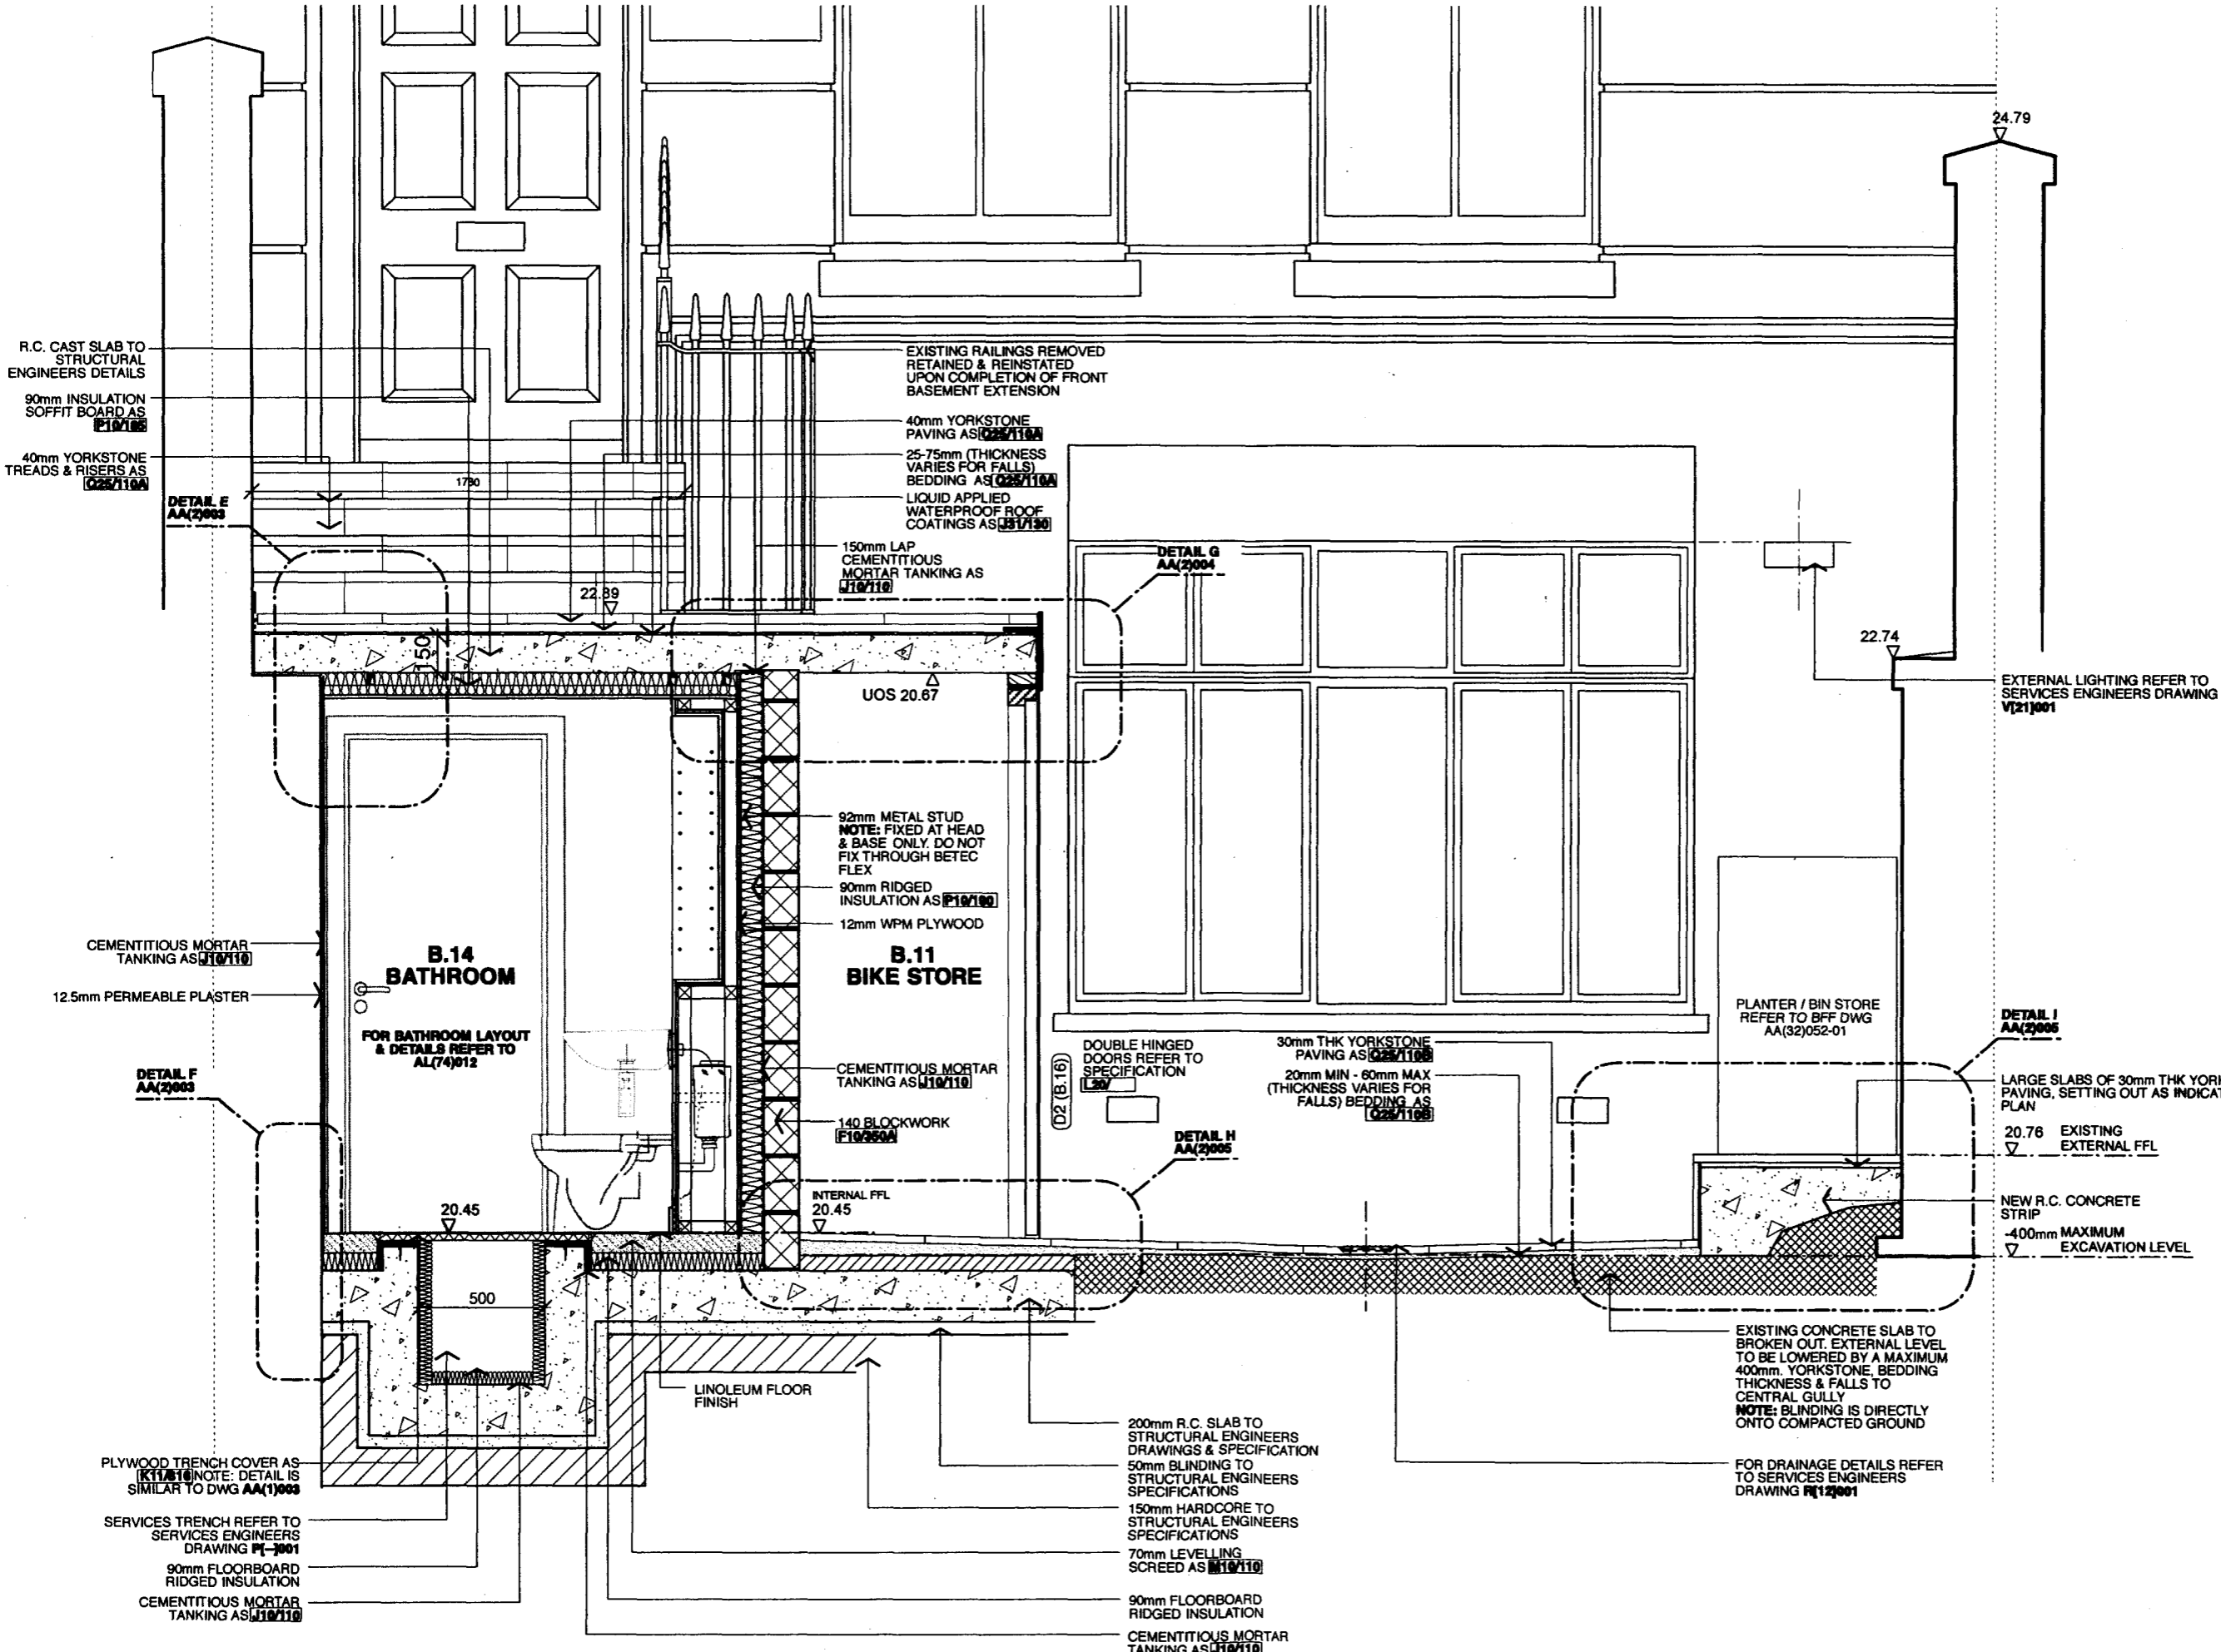 24.79
R.C. CAST SLAB TO
STRUCTURAL
ENGINEERS DETAILS
90mm INSULATION
SOFFIT BOARD AS
40mm YORKSTONE
TREADS & RISERS AS
Q25/110A
DETAIL E
AA(2)003
EXISTING RAILINGS REMOVED
RETAINED & REINSTATED
UPON COMPLETION OF FRONT
BASEMENT EXTENSION
40mm YORKSTONE
PAVING AS Q25/110A
25-75mm (THICKNESS
VARIES FOR FALLS)
BEDDING AS Q25/110A
LIQUID APPLIED
WATERPROOF ROOF
COATINGS AS J31/130
150mm LAP
CEMENTITIOUS
MORTAR TANKING AS
J10/110
1730
22.89
150
UOS 20.67
DETAIL G
AA(2)004
22.74
EXTERNAL LIGHTING REFER TO
SERVICES ENGINEERS DRAWING
V[21]001
92mm METAL STUD
NOTE: FIXED AT HEAD
& BASE ONLY. DO NOT
FIX THROUGH BETEC
FLEX
90mm RIDGED
INSULATION AS P10/190
12mm WPM PLYWOOD
CEMENTITIOUS MORTAR
TANKING AS J10/110
12.5mm PERMEABLE PLASTER
B.14
BATHROOM
FOR BATHROOM LAYOUT
& DETAILS REFER TO
AL(74)012
B.11
BIKE STORE
CEMENTITIOUS MORTAR
TANKING AS J10/110
140 BLOCKWORK
F10/350A
D2 (B.16)
DOUBLE HINGED
DOORS REFER TO
SPECIFICATION
L20/
30mm THK YORKSTONE
PAVING AS Q25/110B
20mm MIN - 60mm MAX
(THICKNESS VARIES FOR
FALLS) BEDDING AS
Q25/110B
PLANTER / BIN STORE
REFER TO BFF DWG
AA(32)052-01
DETAIL I
AA(2)005
LARGE SLABS OF 30mm THK
PAVING, SETTING OUT AS
PLAN
20.76 EXISTING
EXTERNAL FFL
NEW R.C. CONCRETE
STRIP
-400mm MAXIMUM
EXCAVATION LEVEL
DETAIL F
AA(2)003
DETAIL H
AA(2)005
20.45
INTERNAL FFL
20.45
500
LINOLEUM FLOOR
FINISH
PLYWOOD TRENCH COVER AS
K11/816 NOTE: DETAIL IS
SIMILAR TO DWG AA(1)003
SERVICES TRENCH REFER TO
SERVICES ENGINEERS
DRAWING P[--]001
90mm FLOORBOARD
RIDGED INSULATION
CEMENTITIOUS MORTAR
TANKING AS J10/110
200mm R.C. SLAB TO
STRUCTURAL ENGINEERS
DRAWINGS & SPECIFICATION
50mm BLINDING TO
STRUCTURAL ENGINEERS
SPECIFICATIONS
150mm HARDCORE TO
STRUCTURAL ENGINEERS
SPECIFICATIONS
70mm LEVELLING
SCREED AS M10/110
90mm FLOORBOARD
RIDGED INSULATION
CEMENTITIOUS MORTAR
TANKING AS J10/110
EXISTING CONCRETE SLAB TO
BROKEN OUT. EXTERNAL LEVEL
TO BE LOWERED BY A MAXIMUM
400mm. YORKSTONE, BEDDING
THICKNESS & FALLS TO
CENTRAL GULLY
NOTE: BLINDING IS DIRECTLY
ONTO COMPACTED GROUND
FOR DRAINAGE DETAILS REFER
TO SERVICES ENGINEERS
DRAWING R[12]001